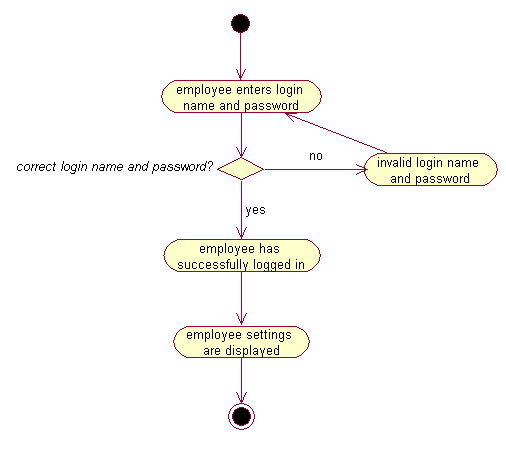 employee enters login
name and password
correct login name and password?
no
invalid login name
and password
yes
employee has
successfully logged in
employee settings
are displayed